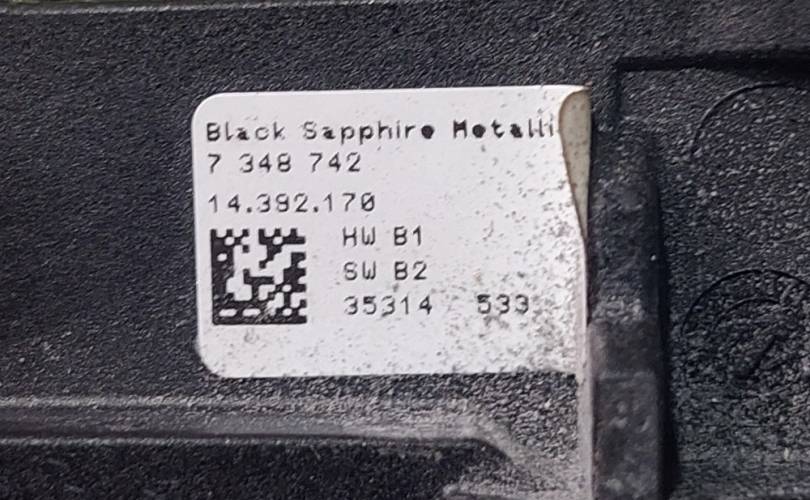 Black Sapphire Metalli
7 348 742
14.392.170
HW B1
SW B2
35314 533